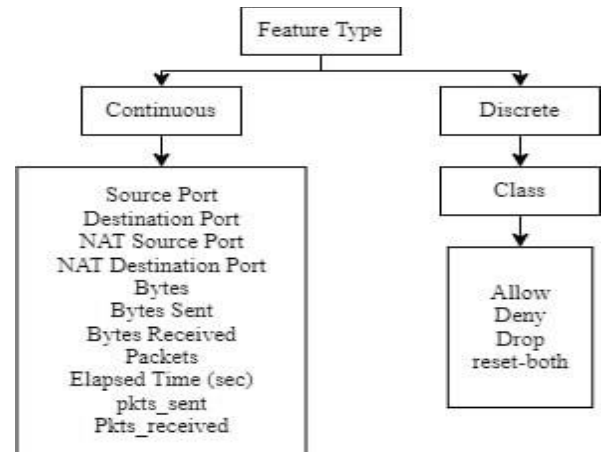 Feature Type
Continuous
Discrete
Source Port
Destination Port
NAT Source Port
NAT Destination Port
Bytes
Bytes Sent
Bytes Received
Packets
Elapsed Time (sec)
pkts_sent
Pkts_received
Class
Allow
Deny
Drop
reset-both